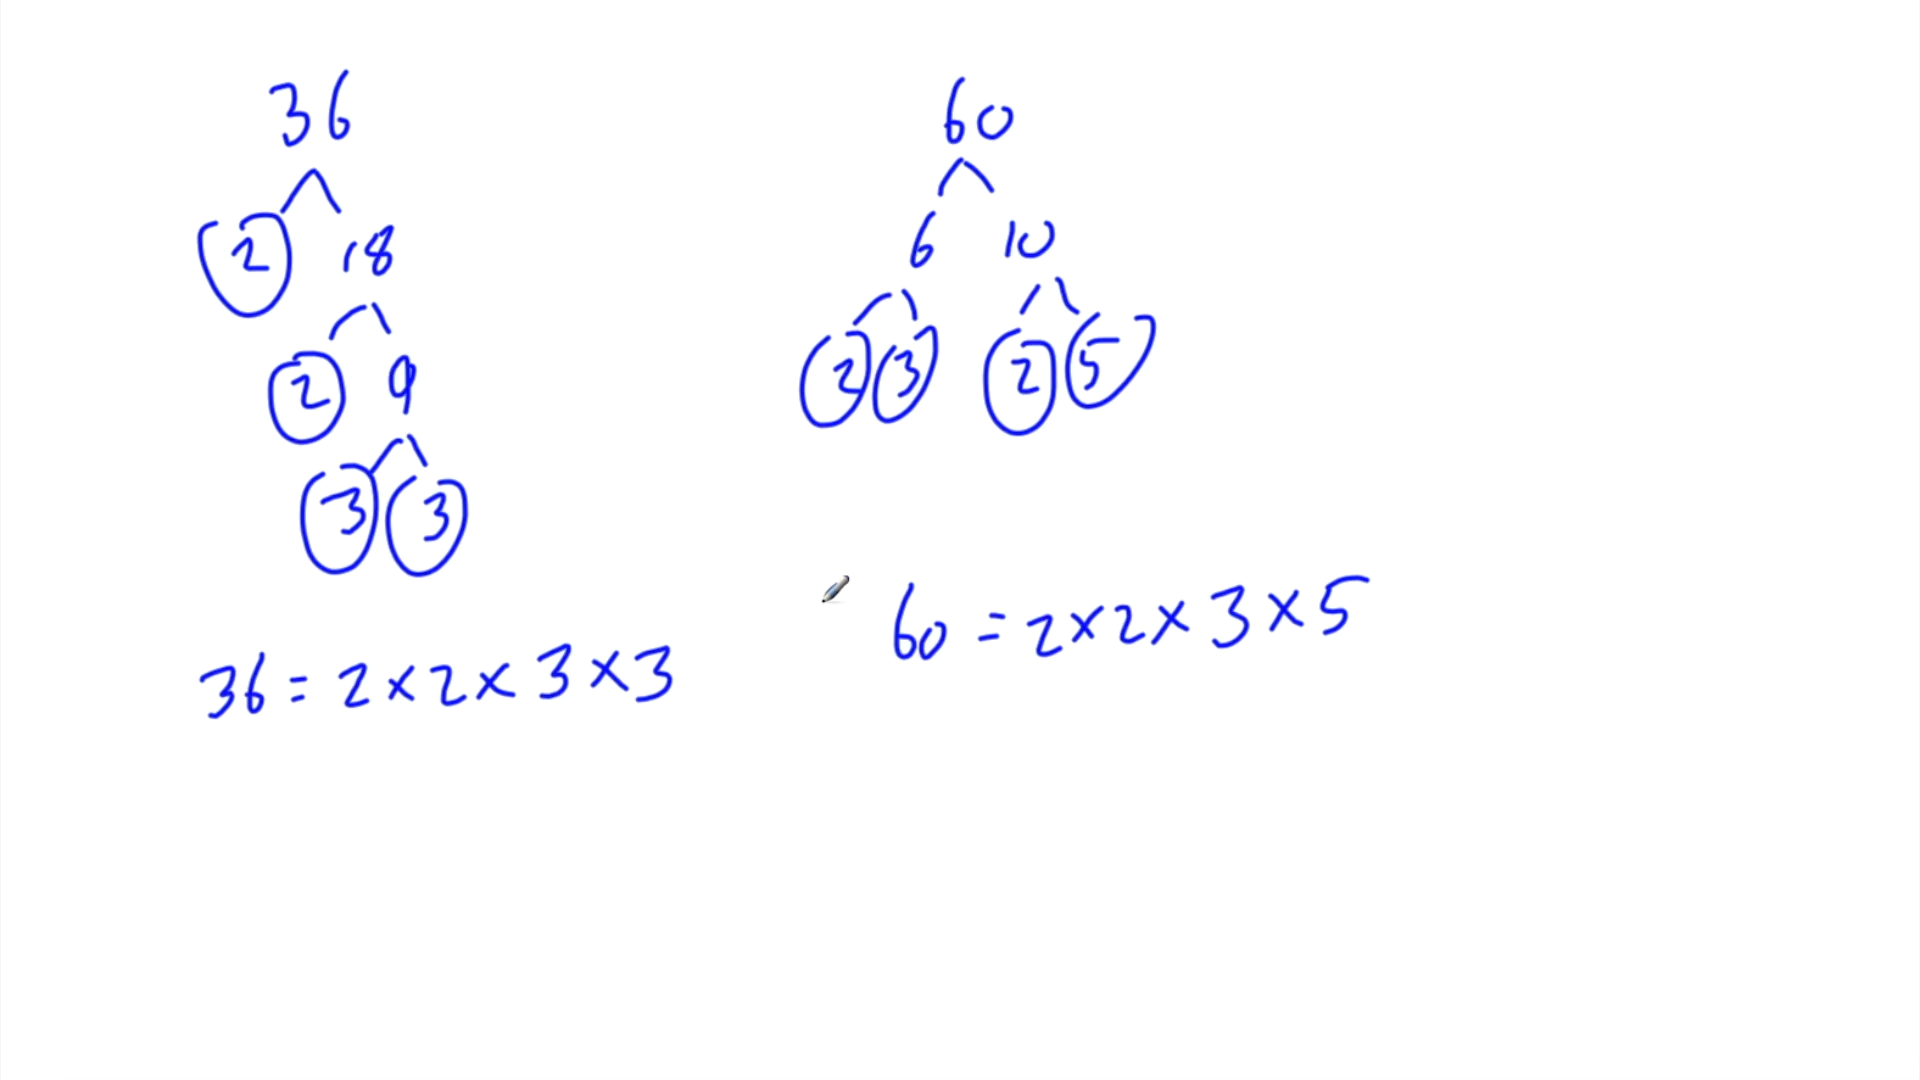 36
2 18
2 9
3 3
36 = 2 × 2 × 3 × 3
60
6 10
2 3 2 5
60 = 2 × 2 × 3 × 5